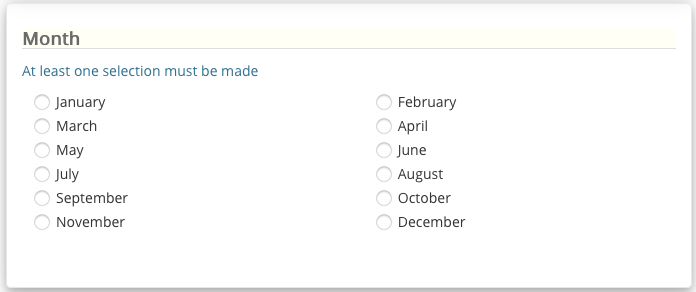 Month
At least one selection must be made
January February
March April
May June
July August
September October
November December